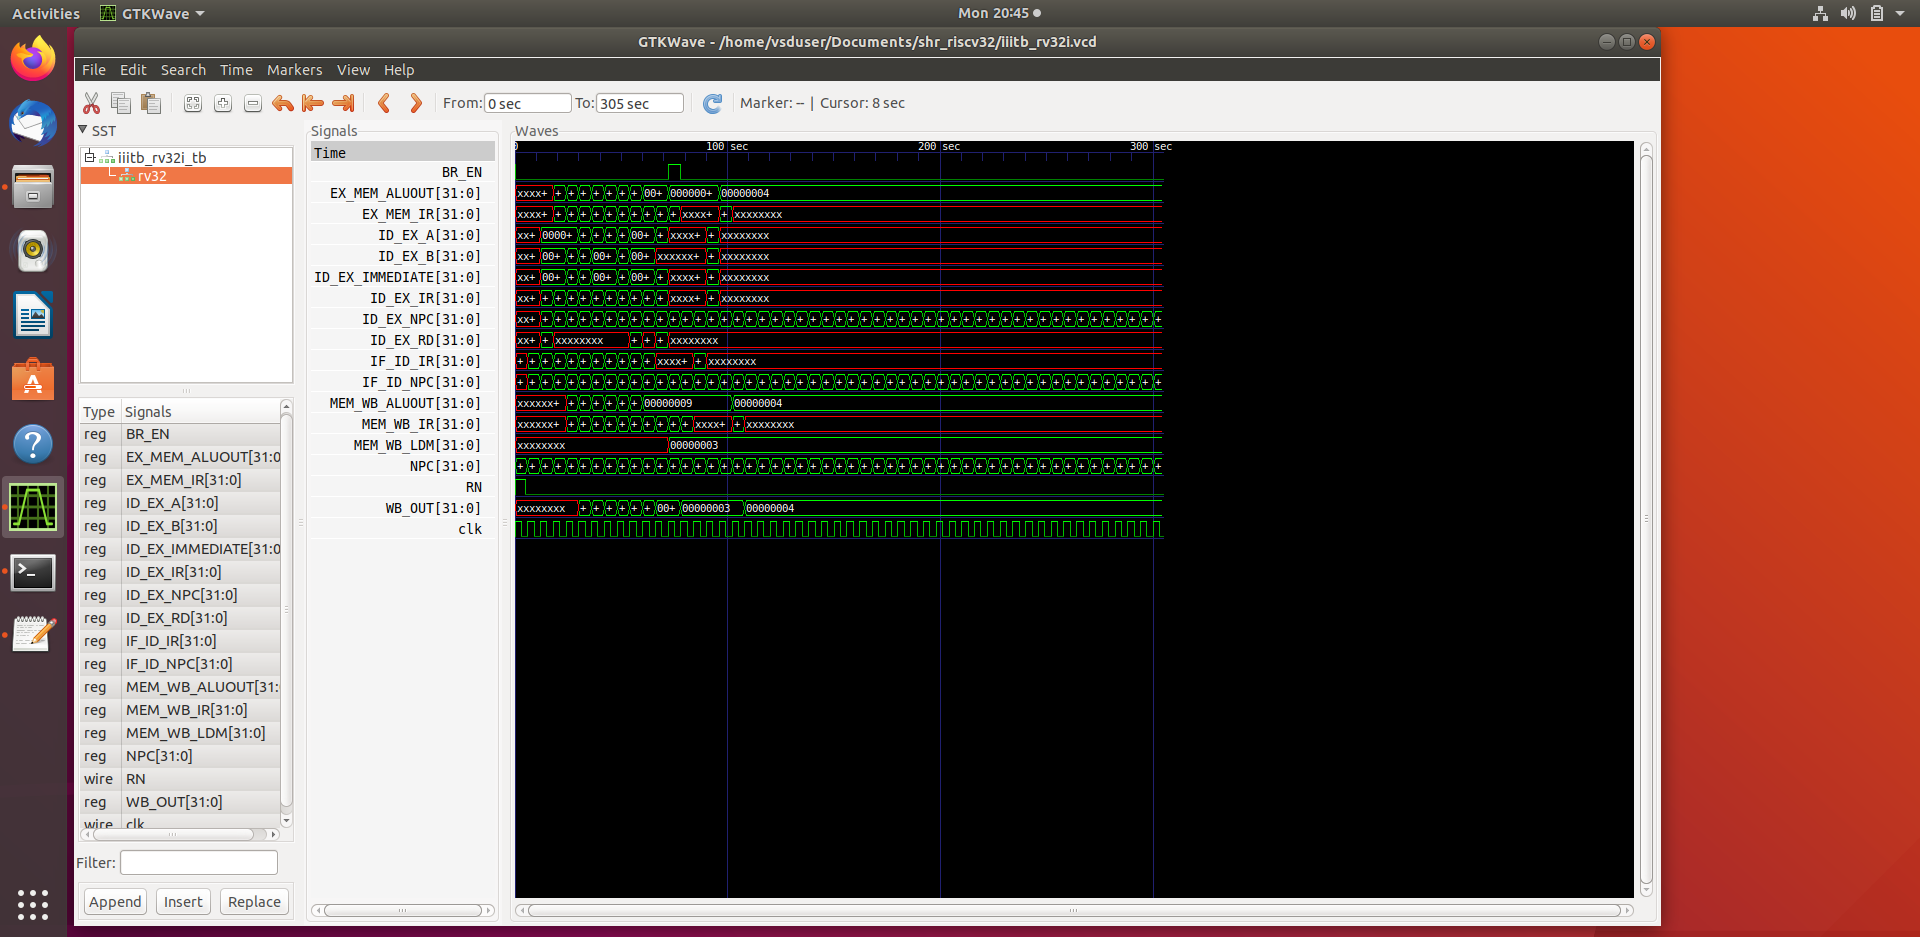 Activities GTKWave Mon 20:45
GTKWave - /home/vsduser/Documents/shr_riscv32/iiitb_rv32i.vcd
File Edit Search Time Markers View Help
From: 0 sec To: 305 sec Marker: -- | Cursor: 8 sec
SST
iiitb_rv32i_tb
rv32
Type Signals
reg BR_EN
reg EX_MEM_ALUOUT[31:0
reg EX_MEM_IR[31:0]
reg ID_EX_A[31:0]
reg ID_EX_B[31:0]
reg ID_EX_IMMEDIATE[31:0
reg ID_EX_IR[31:0]
reg ID_EX_NPC[31:0]
reg ID_EX_RD[31:0]
reg IF_ID_IR[31:0]
reg IF_ID_NPC[31:0]
reg MEM_WB_ALUOUT[31:
reg MEM_WB_IR[31:0]
reg MEM_WB_LDM[31:0]
reg NPC[31:0]
wire RN
reg WB_OUT[31:0]
wire clk
Filter:
Append Insert Replace
Signals
Time
BR_EN
EX_MEM_ALUOUT[31:0]
EX_MEM_IR[31:0]
ID_EX_A[31:0]
ID_EX_B[31:0]
ID_EX_IMMEDIATE[31:0]
ID_EX_IR[31:0]
ID_EX_NPC[31:0]
ID_EX_RD[31:0]
IF_ID_IR[31:0]
IF_ID_NPC[31:0]
MEM_WB_ALUOUT[31:0]
MEM_WB_IR[31:0]
MEM_WB_LDM[31:0]
NPC[31:0]
RN
WB_OUT[31:0]
clk
Waves
0 100 sec 200 sec 300 sec
xxxx+ + + + + + + + 00+ 000000+ 00000004
xxxx+ + + + + + + + + + + xxxx+ + xxxxxxxx
xx+ 0000+ + + + + 00+ + xxxx+ + xxxxxxxx
xx+ 00+ + + 00+ + 00+ xxxxxx+ + xxxxxxxx
xx+ 00+ + + 00+ + 00+ + xxxx+ + xxxxxxxx
xx+ + + + + + + + + + + xxxx+ + xxxxxxxx
xx+ + + + + + + + + + + + + + + + + + + + + + + + + + + + + + + + + + + + + + + + + + + + + + + + +
xx+ + xxxxxxxx + + + xxxxxxxx
+ + + + + + + + + + + xxxx+ + xxxxxxxx
+ + + + + + + + + + + + + + + + + + + + + + + + + + + + + + + + + + + + + + + + + + + + + + + + + + +
xxxxxx+ + + + + + + 00000009 00000004
xxxxxx+ + + + + + + + + + + xxxx+ + xxxxxxxx
xxxxxxxx 00000003
+ + + + + + + + + + + + + + + + + + + + + + + + + + + + + + + + + + + + + + + + + + + + + + + + + + +
xxxxxxxx + + + + + + 00+ 00000003 00000004